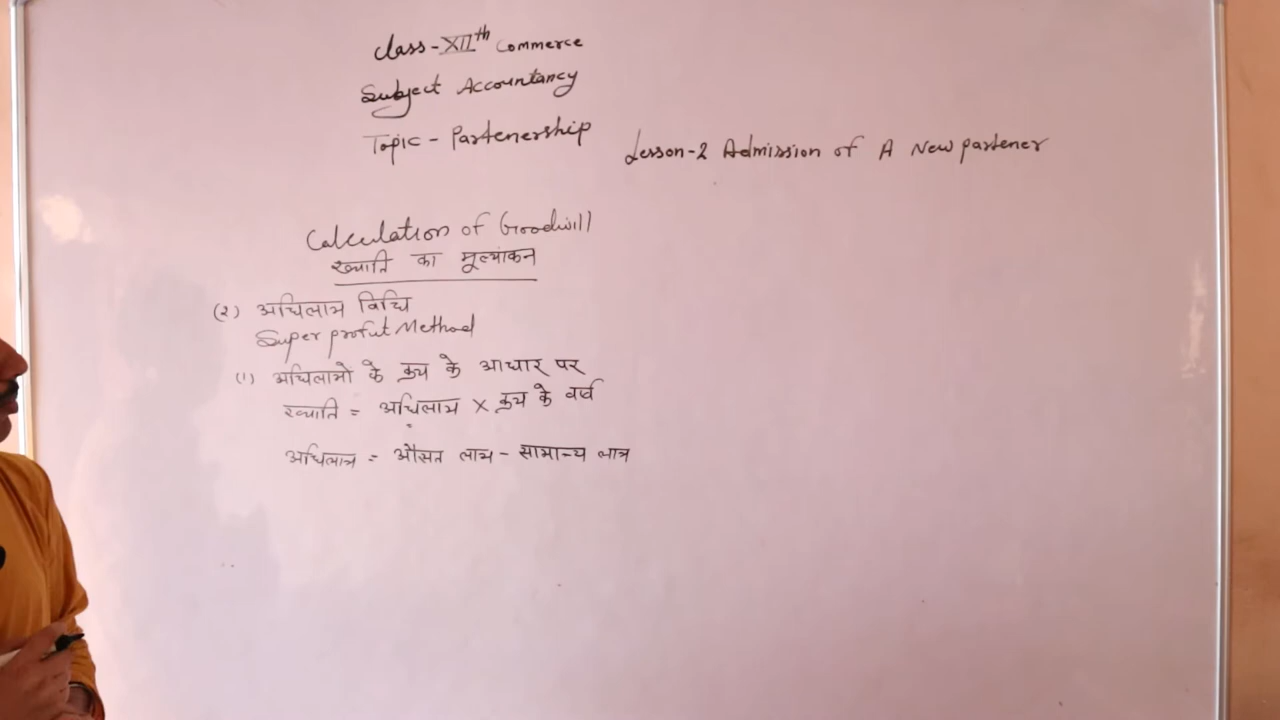 Class-XIIth Commerce
Subject Accountancy
Topic - Partenership
Lesson-2 Admission of A New partener
Calculation of Goodwill
ख्याति का मूल्यांकन
(२) अधिलाभ विधि
Super profit Method
(१) अधिलाभो के क्रय के आधार पर
ख्याति = अधिलाभ × क्रय के वर्ष
अधिलाभ = औसत लाभ - सामान्य लाभ